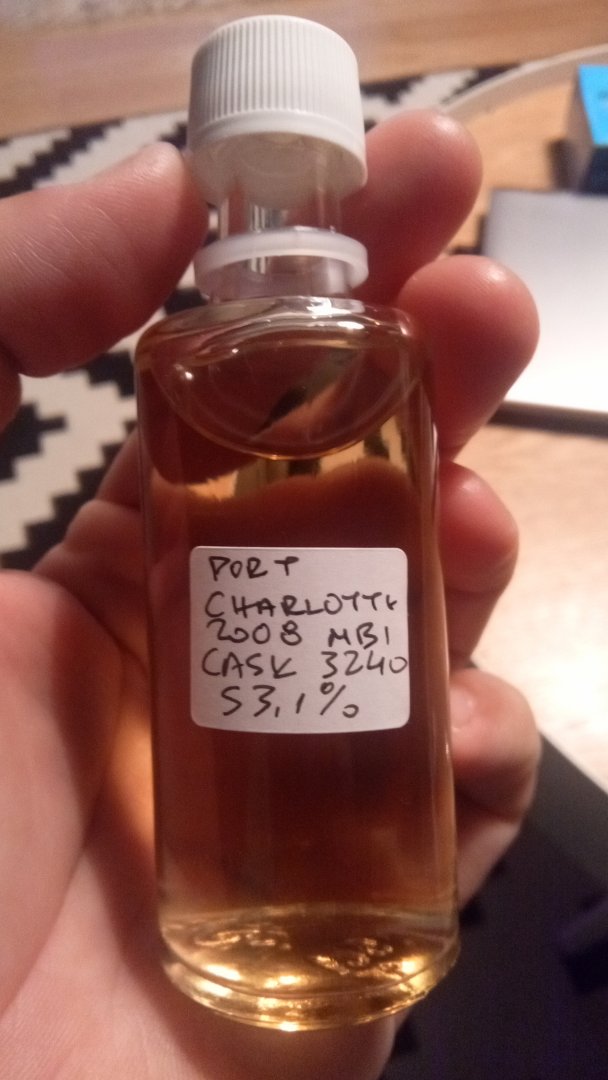 PORT
CHARLOTTE
2008 MBI
CASK 3240
53,1%